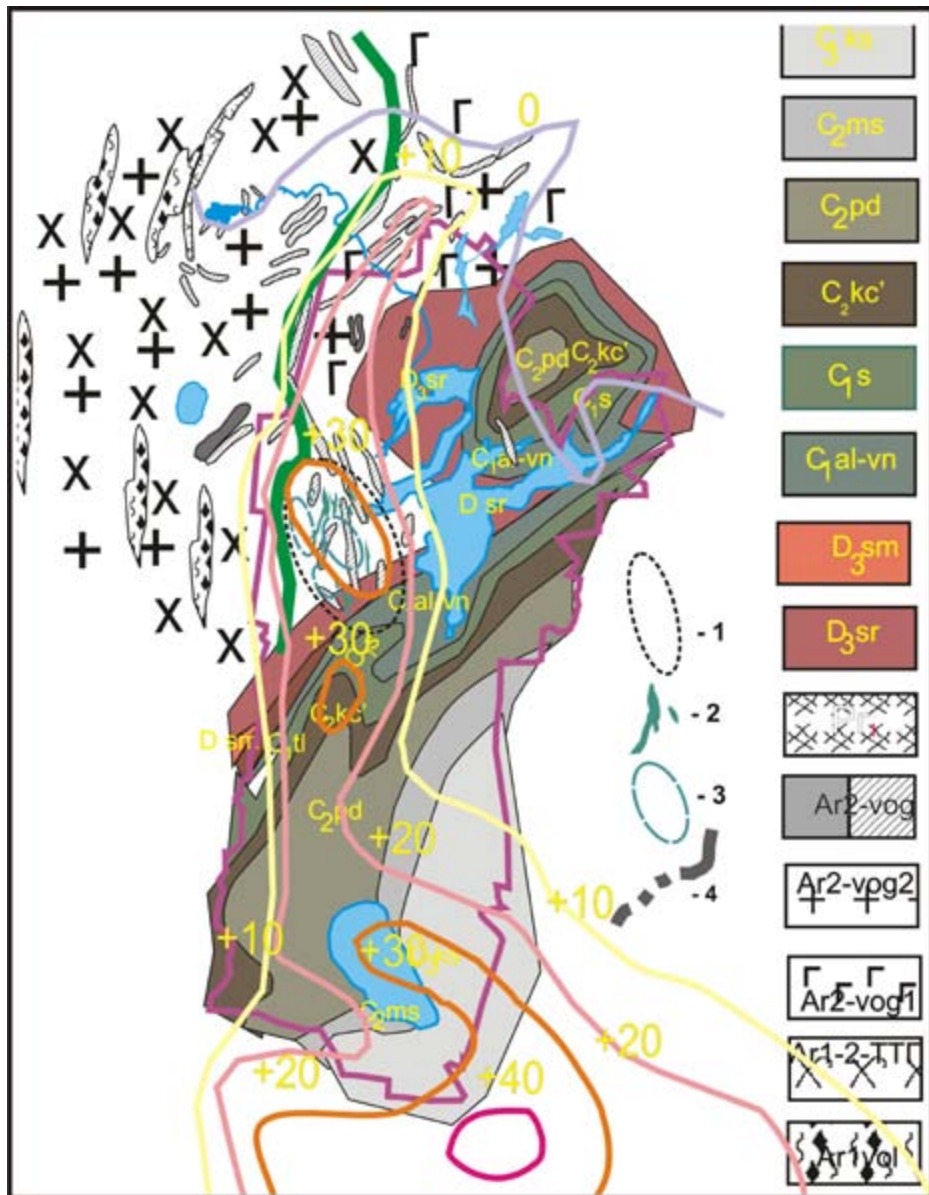 0
+10
C₂pd
C₂kc'
C₁s
D₃sr
+30
C₁al-vn
D sr
C al-vn
+30
C₂kc'
D sm
C₁tl
C₂pd
+20
+10
+10
+30
C₂ms
+20
+20
+40
- 1
- 2
- 3
- 4
C₃ks
C₂ms
C₂pd
C₂kc'
C₁s
C₁al-vn
D₃sm
D₃sr
Ar2-vog
Ar2-vog2
Ar2-vog1
Ar1-2-TTГ
Ar1vol